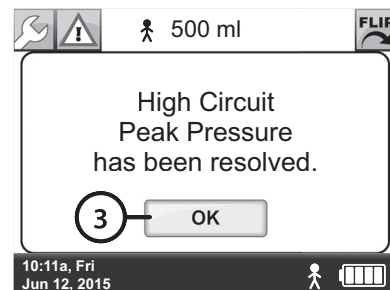 500 ml
FLIP
High Circuit
Peak Pressure
has been resolved.
3
OK
10:11a, Fri
Jun 12, 2015